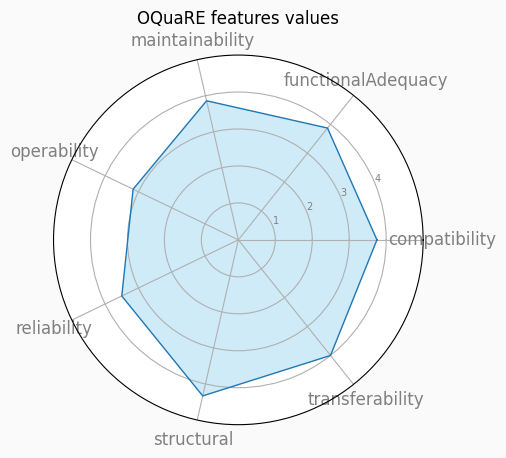 OQuaRE features values
maintainability
functionalAdequacy
operability
4
3
2
1
compatibility
reliability
transferability
structural